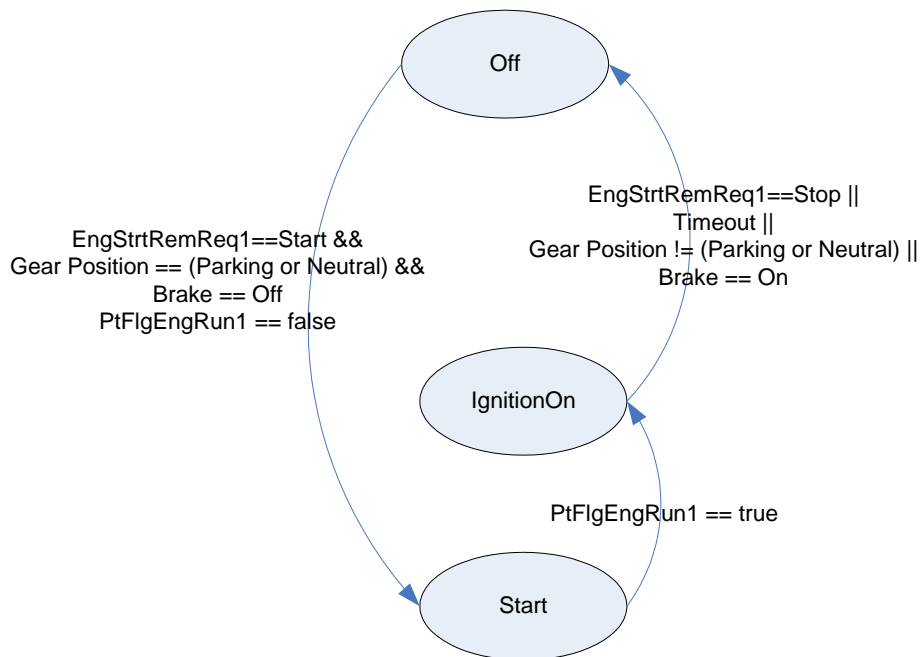 Off
EngStrtRemReq1==Stop ||
Timeout ||
Gear Position != (Parking or Neutral) ||
Brake == On
EngStrtRemReq1==Start &&
Gear Position == (Parking or Neutral) &&
Brake == Off
PtFlgEngRun1 == false
IgnitionOn
PtFlgEngRun1 == true
Start